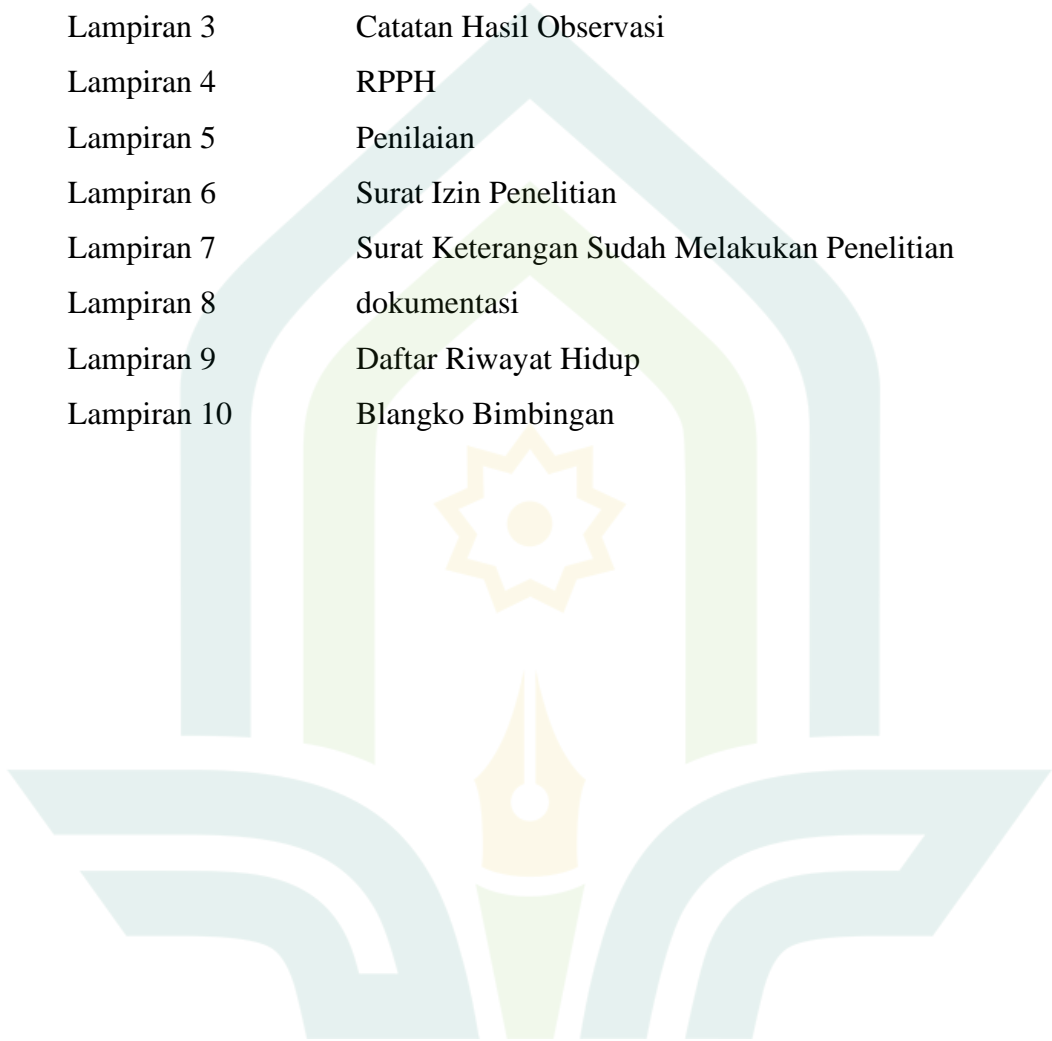 Lampiran 3 Catatan Hasil Observasi
Lampiran 4 RPPH
Lampiran 5 Penilaian
Lampiran 6 Surat Izin Penelitian
Lampiran 7 Surat Keterangan Sudah Melakukan Penelitian
Lampiran 8 dokumentasi
Lampiran 9 Daftar Riwayat Hidup
Lampiran 10 Blangko Bimbingan